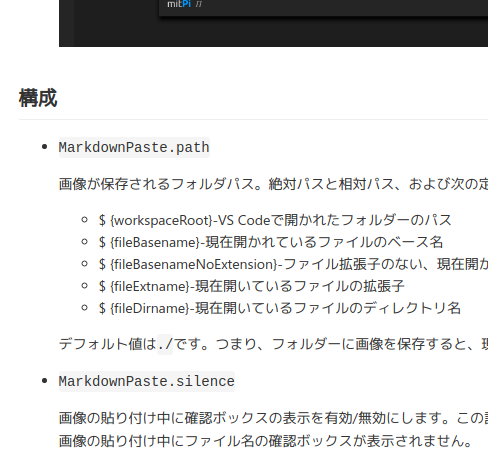 mitPi Π
構成
MarkdownPaste.path
画像が保存されるフォルダパス。絶対パスと相対パス、および次の定
$ {workspaceRoot}-VS Codeで開かれたフォルダーのパス
$ {fileBasename}-現在開かれているファイルのベース名
$ {fileBasenameNoExtension}-ファイル拡張子のない、現在開か
$ {fileExtname}-現在開いているファイルの拡張子
$ {fileDirname}-現在開いているファイルのディレクトリ名
デフォルト値は./です。つまり、フォルダーに画像を保存すると、現
MarkdownPaste.silence
画像の貼り付け中に確認ボックスの表示を有効/無効にします。この設
画像の貼り付け中にファイル名の確認ボックスが表示されません。